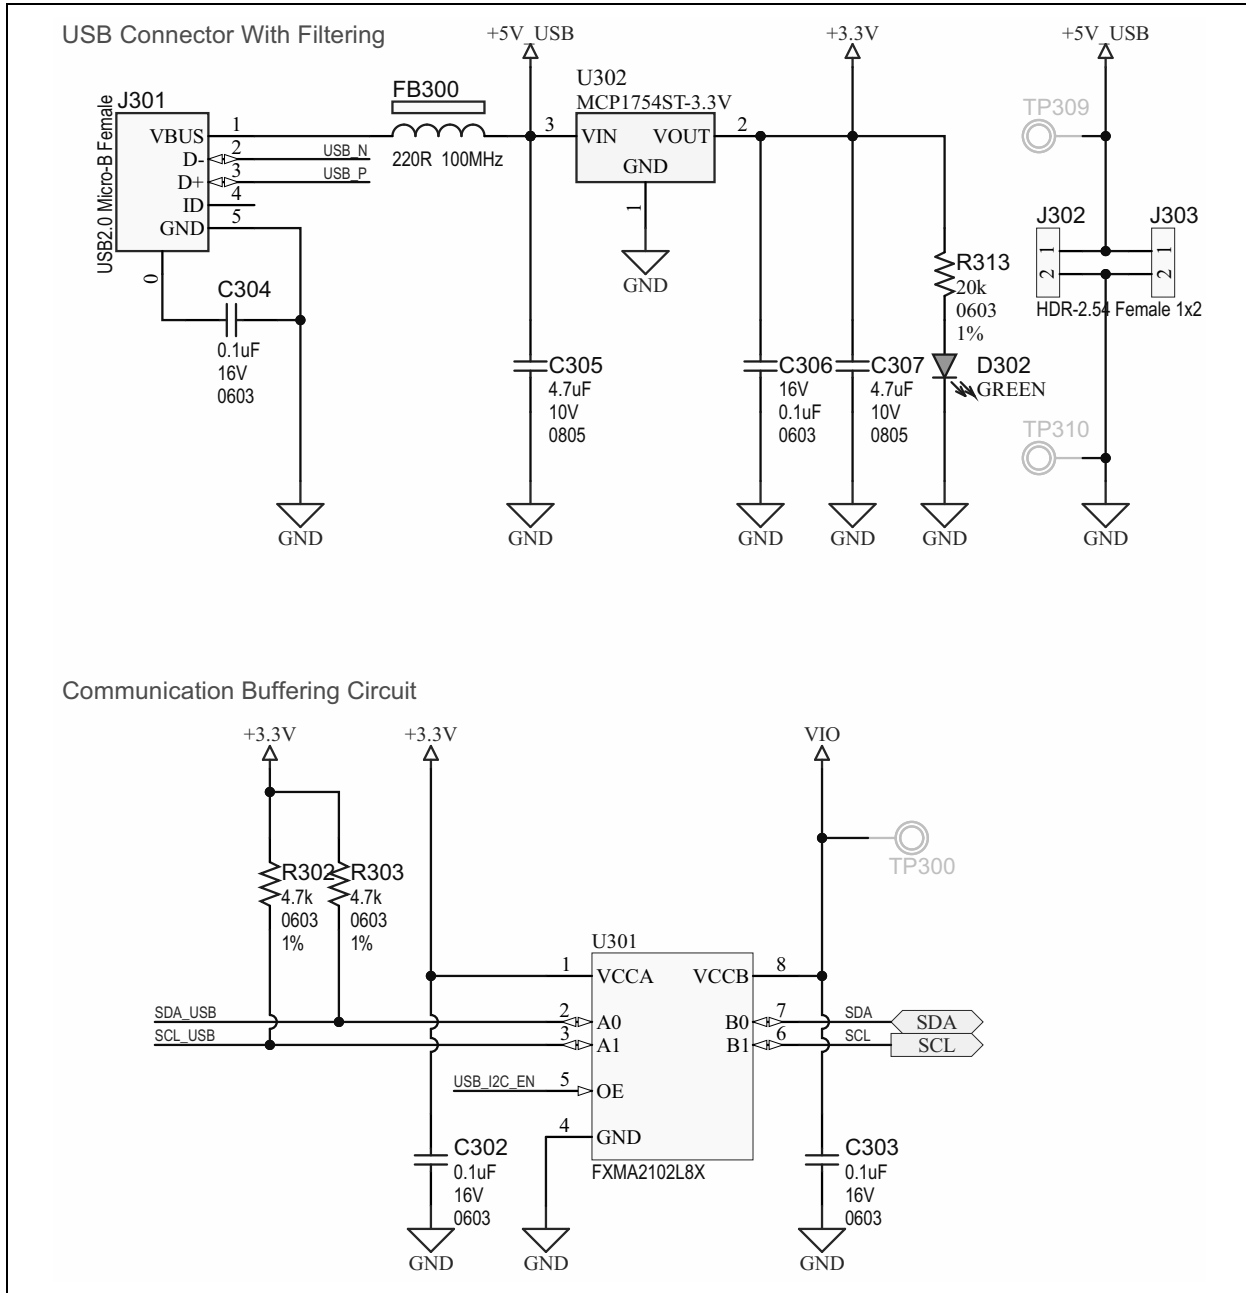 USB Connector With Filtering
+5V_USB
+3.3V
+5V_USB
J301
USB2.0 Micro-B Female
VBUS 1
D- 2 USB_N
D+ 3 USB_P
ID 4
GND 5
0
C304
0.1uF
16V
0603
GND
FB300
220R 100MHz
U302
MCP1754ST-3.3V
3 VIN VOUT 2
GND
1
GND
C305
4.7uF
10V
0805
GND
C306
16V
0.1uF
0603
GND
C307
4.7uF
10V
0805
GND
R313
20k
0603
1%
D302
GREEN
GND
TP309
J302 J303
1 1
2 2
HDR-2.54 Female 1x2
TP310
GND
Communication Buffering Circuit
+3.3V
+3.3V
VIO
TP300
R302
4.7k
0603
1%
R303
4.7k
0603
1%
U301
1 VCCA VCCB 8
SDA_USB 2 A0 B0 7 SDA SDA
SCL_USB 3 A1 B1 6 SCL SCL
USB_I2C_EN 5 OE
4 GND
FXMA2102L8X
C302
0.1uF
16V
0603
GND
GND
C303
0.1uF
16V
0603
GND